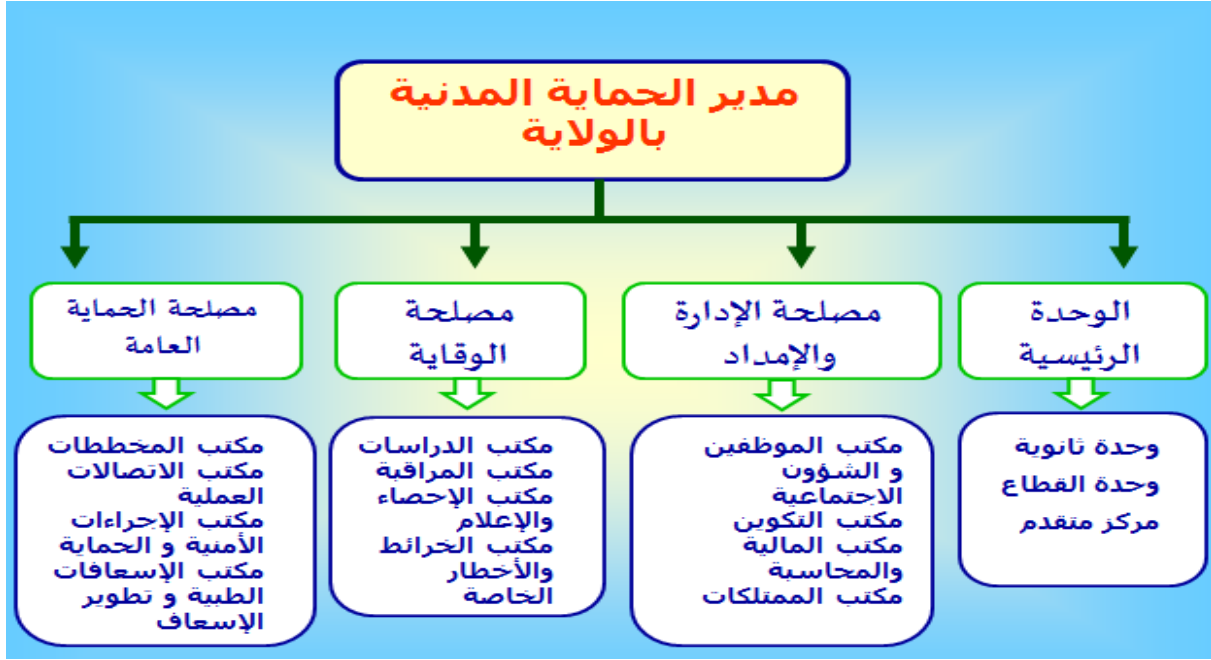 مدير الحماية المدنية
بالولاية
الوحدة
الرئيسية
مصلحة الإدارة
والإمداد
مصلحة
الوقاية
مصلحة الحماية
العامة
وحدة ثانوية
وحدة القطاع
مركز متقدم
مكتب الموظفين
و الشؤون
الاجتماعية
مكتب التكوين
مكتب المالية
والمحاسبة
مكتب الممتلكات
مكتب الدراسات
مكتب المراقبة
مكتب الإحصاء
والإعلام
مكتب الخرائط
والأخطار
الخاصة
مكتب المخططات
مكتب الاتصالات
العملية
مكتب الإجراءات
الأمنية و الحماية
مكتب الإسعافات
الطبية و تطوير
الإسعاف